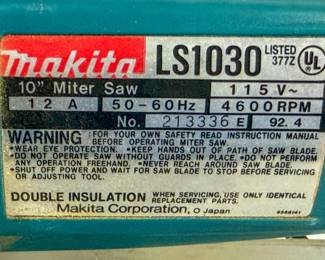 makita LS1030 LISTED 377Z UL
10" Miter Saw 115V~
12 A 50-60Hz 4600RPM
No. 213336 E 92.4
WARNING: FOR YOUR OWN SAFETY READ INSTRUCTION MANUAL
BEFORE OPERATING MITER SAW.
•WEAR EYE PROTECTION. •KEEP HANDS OUT OF PATH OF SAW BLADE.
•DO NOT OPERATE SAW WITHOUT GUARDS IN PLACE. •DO NOT PERFORM
ANY OPERATION FREEHAND. •NEVER REACH AROUND SAW BLADE.
•SHUT OFF POWER AND WAIT FOR SAW BLADE TO STOP BEFORE SERVICING
OR ADJUSTING TOOL.
DOUBLE INSULATION WHEN SERVICING, USE ONLY IDENTICAL
REPLACEMENT PARTS.
Makita Corporation, O Japan